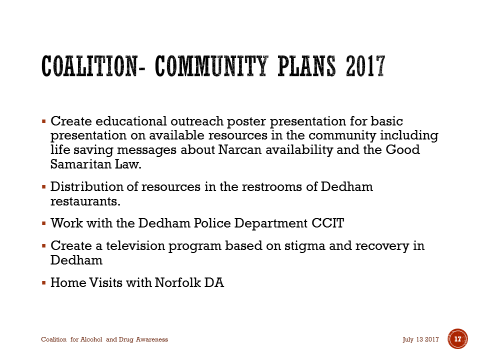 COALITION- COMMUNITY PLANS 2017
▪ Create educational outreach poster presentation for basic
presentation on available resources in the community including
life saving messages about Narcan availability and the Good
Samaritan Law.
▪ Distribution of resources in the restrooms of Dedham
restaurants.
▪ Work with the Dedham Police Department CCIT
▪ Create a television program based on stigma and recovery in
Dedham
▪ Home Visits with Norfolk DA
Coalition for Alcohol and Drug Awareness
July 13 2017
17